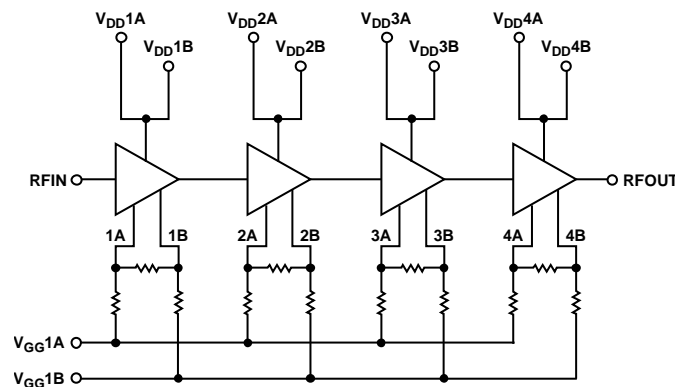 VDD1A VDD2A VDD3A VDD4A
VDD1B VDD2B VDD3B VDD4B
RFIN RFOUT
1A 1B 2A 2B 3A 3B 4A 4B
VGG1A
VGG1B